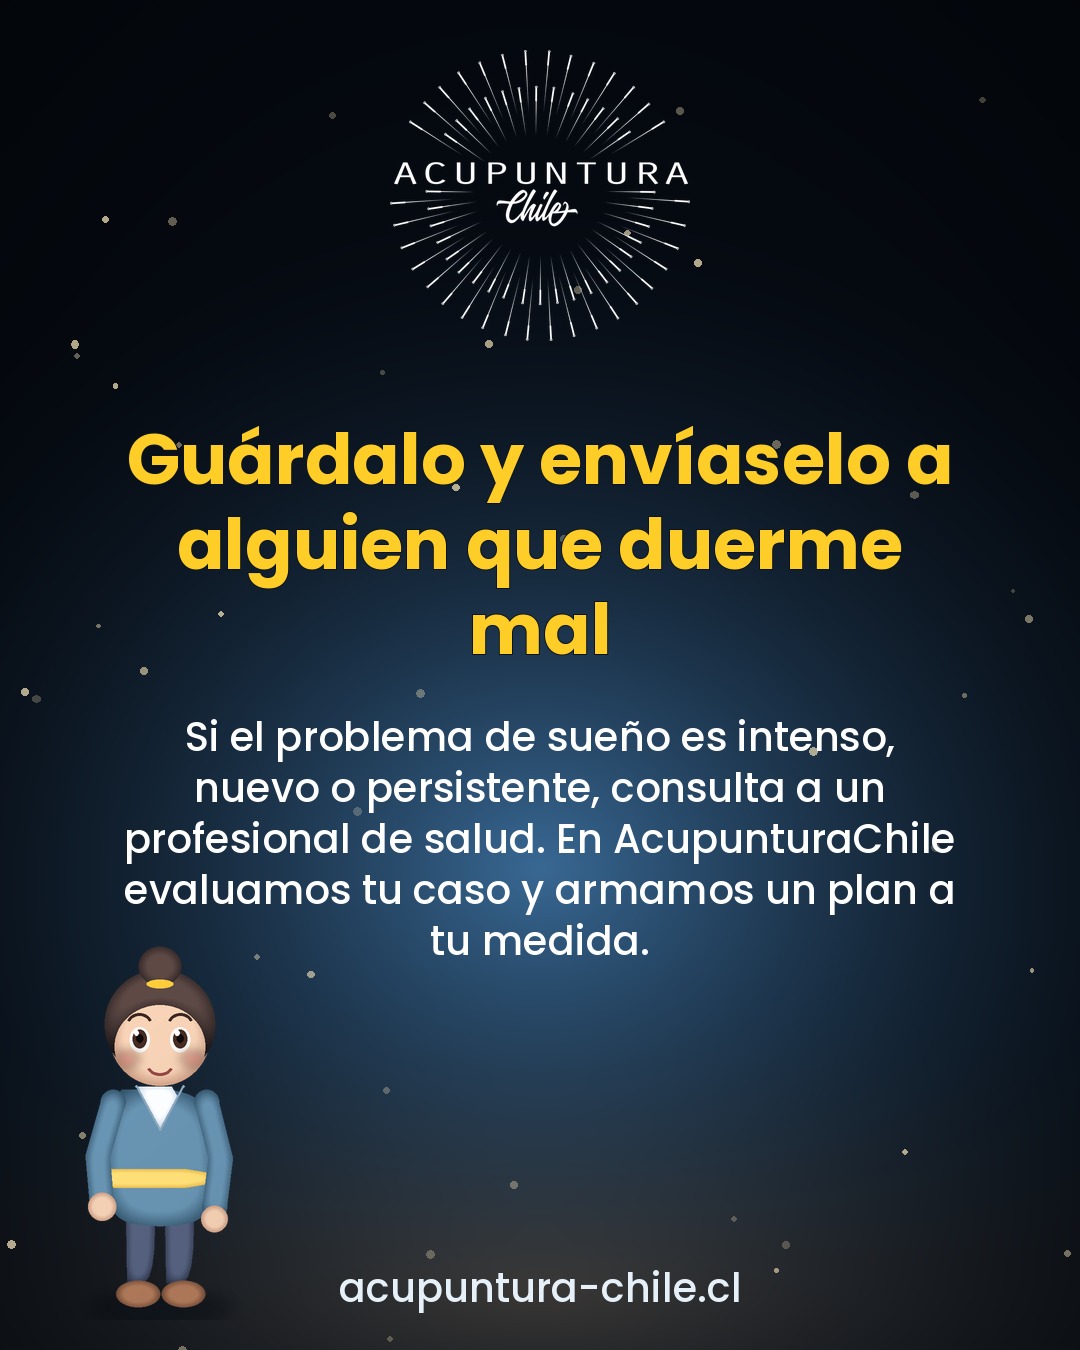 ACUPUNTURA
Chile
Guárdalo y envíaselo a
alguien que duerme
mal
Si el problema de sueño es intenso,
nuevo o persistente, consulta a un
profesional de salud. En AcupunturaChile
evaluamos tu caso y armamos un plan a
tu medida.
acupuntura-chile.cl